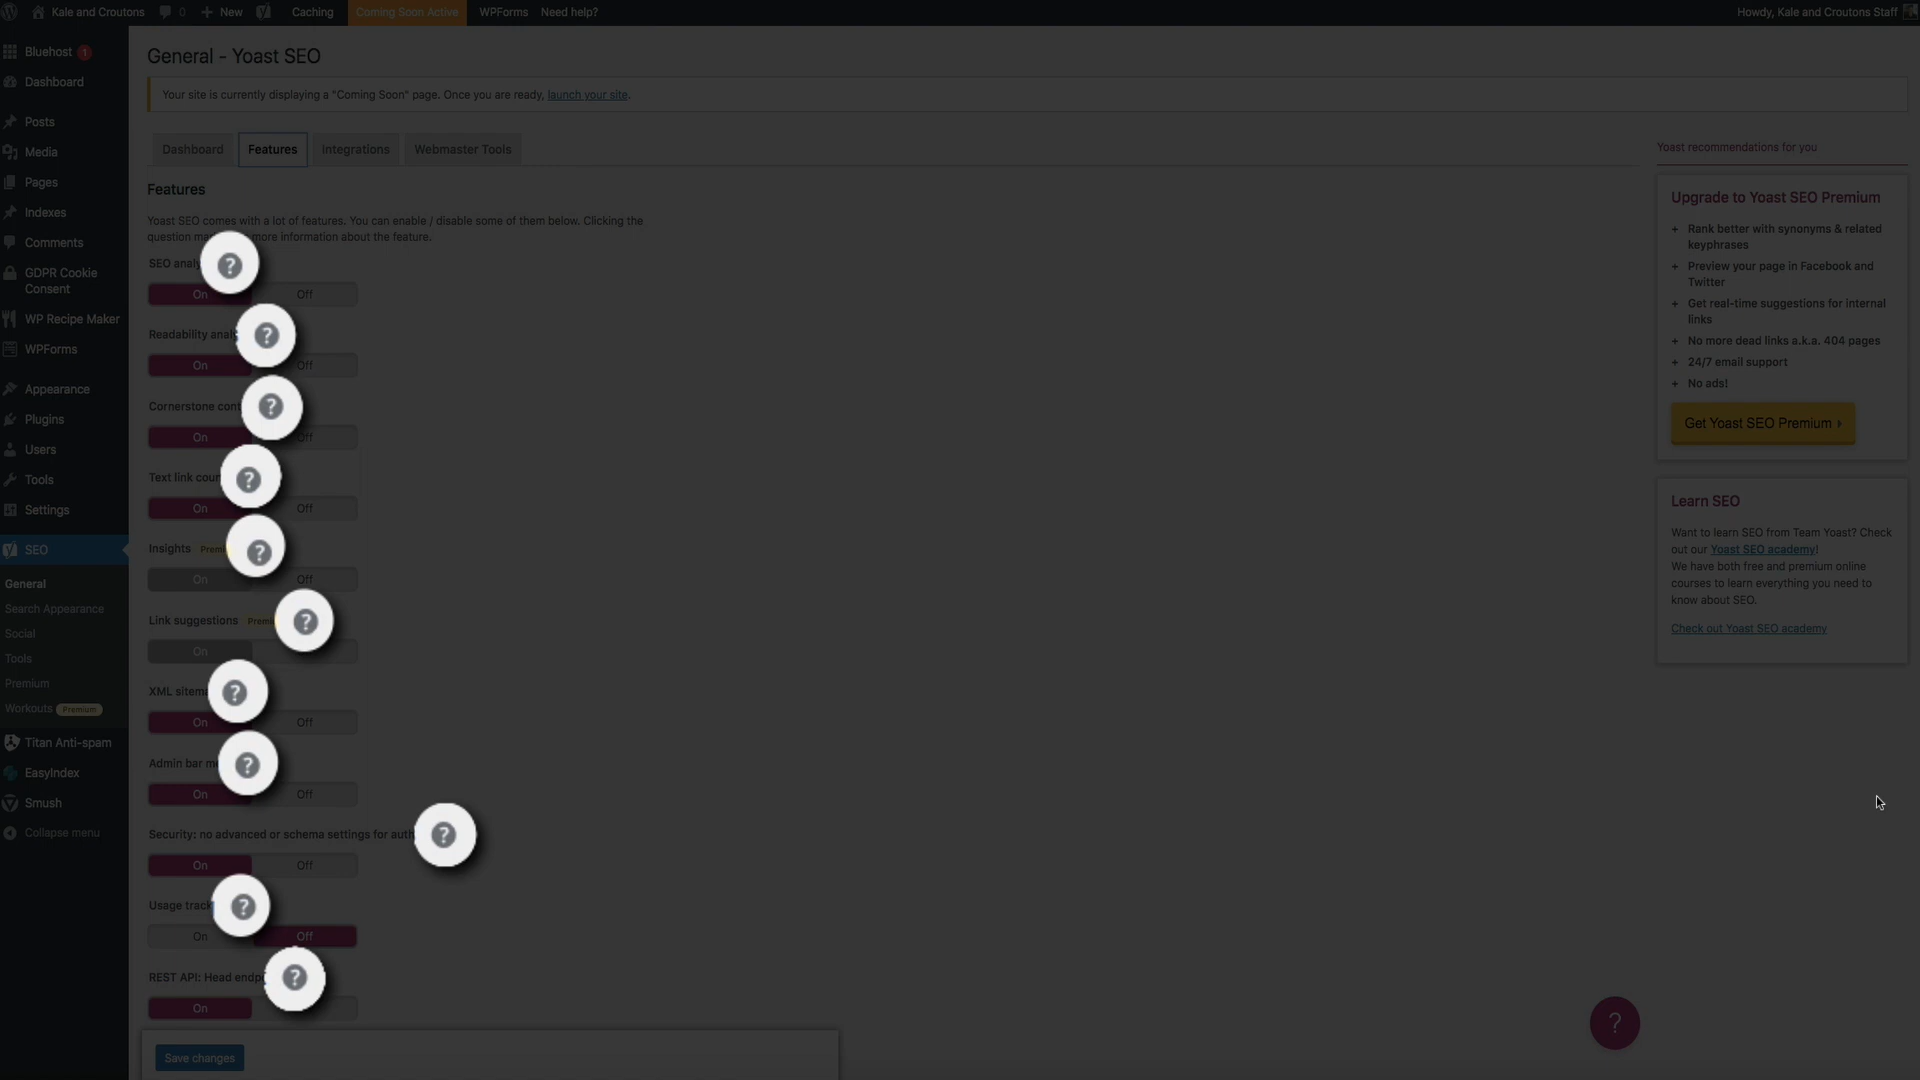 Kale and Croutons 0 New Caching Coming Soon Active WPForms Need help? Howdy, Kale and Croutons Staff
Bluehost 1
Dashboard
Posts
Media
Pages
Indexes
Comments
GDPR Cookie
Consent
WP Recipe Maker
WPForms
Appearance
Plugins
Users
Tools
Settings
SEO
General
Search Appearance
Social
Tools
Premium
Workouts Premium
Titan Anti-spam
EasyIndex
Smush
Collapse menu
General - Yoast SEO
Your site is currently displaying a "Coming Soon" page. Once you are ready, launch your site.
Dashboard Features Integrations Webmaster Tools
Features
Yoast SEO comes with a lot of features. You can enable / disable some of them below. Clicking the
question more information about the feature.
SEO ?
On Off
Readability ?
On Off
Cornerstone ?
On Off
Text link ?
On Off
Insights ?
On Off
Link suggestions ?
On
XML ?
On Off
Admin bar ?
On Off
Security: no advanced or schema settings for ?
On Off
Usage ?
On Off
REST API: Head ?
On
Save changes
Yoast recommendations for you
Upgrade to Yoast SEO Premium
+ Rank better with synonyms & related
keyphrases
+ Preview your page in Facebook and
Twitter
+ Get real-time suggestions for internal
links
+ No more dead links a.k.a. 404 pages
+ 24/7 email support
+ No ads!
Get Yoast SEO Premium
Learn SEO
Want to learn SEO from Team Yoast? Check
out our Yoast SEO academy!
We have both free and premium online
courses to learn everything you need to
know about SEO.
Check out Yoast SEO academy
?